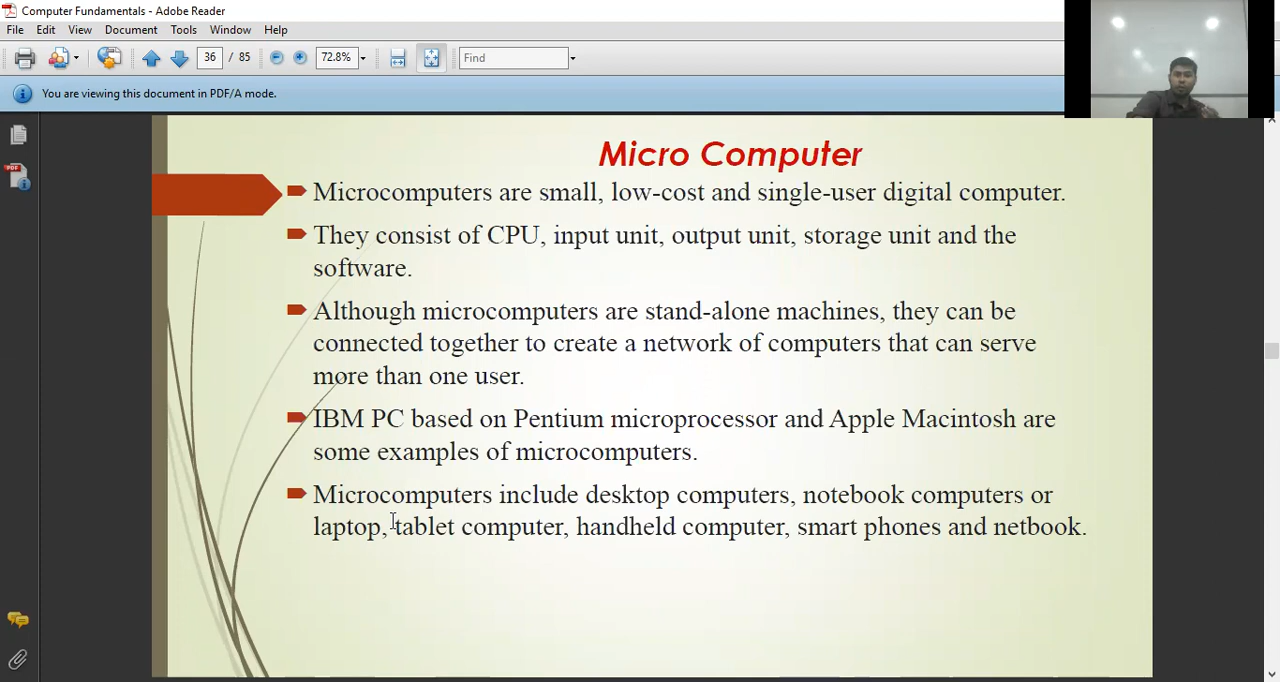 Computer Fundamentals - Adobe Reader
File Edit View Document Tools Window Help
36 / 85 72.8% Find
You are viewing this document in PDF/A mode.
Micro Computer
Microcomputers are small, low-cost and single-user digital computer.
They consist of CPU, input unit, output unit, storage unit and the
software.
Although microcomputers are stand-alone machines, they can be
connected together to create a network of computers that can serve
more than one user.
IBM PC based on Pentium microprocessor and Apple Macintosh are
some examples of microcomputers.
Microcomputers include desktop computers, notebook computers or
laptop, tablet computer, handheld computer, smart phones and netbook.